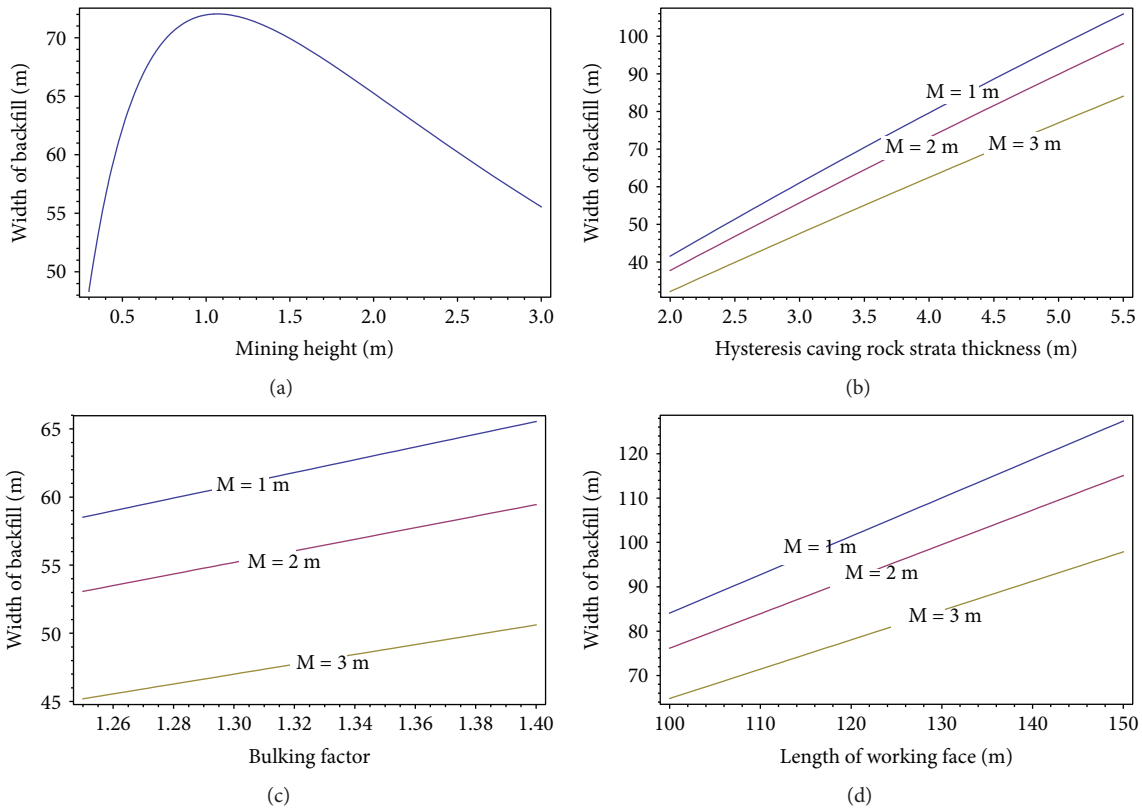 Width of backfill (m)
70
65
60
55
50
0.5
1.0
1.5
2.0
2.5
3.0
Mining height (m)
(a)
Width of backfill (m)
100
90
80
70
60
50
40
M = 1 m
M = 2 m
M = 3 m
2.0
2.5
3.0
3.5
4.0
4.5
5.0
5.5
Hysteresis caving rock strata thickness (m)
(b)
Width of backfill (m)
65
60
55
50
45
M = 1 m
M = 2 m
M = 3 m
1.26
1.28
1.30
1.32
1.34
1.36
1.38
1.40
Bulking factor
(c)
Width of backfill (m)
120
110
100
90
80
70
M = 1 m
M = 2 m
M = 3 m
100
110
120
130
140
150
Length of working face (m)
(d)